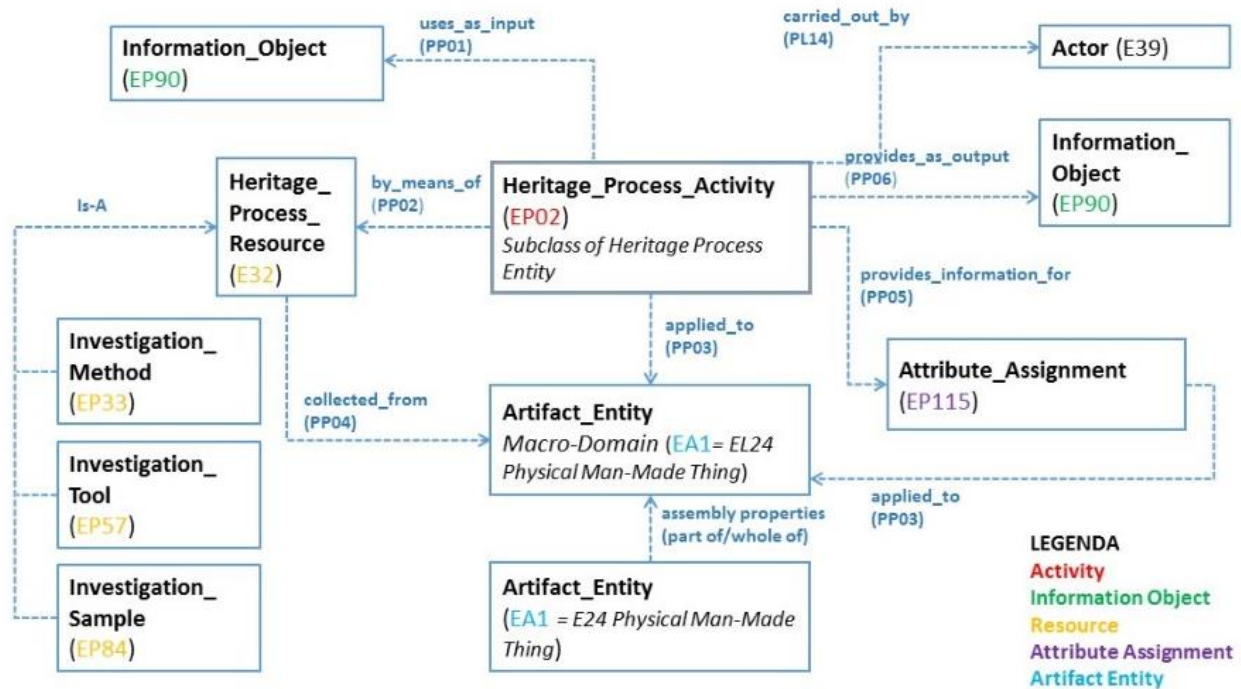 uses_as_input
(PP01)
carried_out_by
(PL14)
Information_Object
(EP90)
Actor (E39)
Information_
Object
(EP90)
provides_as_output
(PP06)
Heritage_
Process_
Resource
(E32)
Is-A
by_means_of
(PP02)
Heritage_Process_Activity
(EP02)
Subclass of Heritage Process
Entity
provides_information_for
(PP05)
applied_to
(PP03)
Investigation_
Method
(EP33)
collected_from
(PP04)
Attribute_Assignment
(EP115)
Artifact_Entity
Macro-Domain (EA1= EL24
Physical Man-Made Thing)
Investigation_
Tool
(EP57)
applied_to
(PP03)
assembly properties
(part of/whole of)
Investigation_
Sample
(EP84)
Artifact_Entity
(EA1 = E24 Physical Man-Made
Thing)
LEGENDA
Activity
Information Object
Resource
Attribute Assignment
Artifact Entity